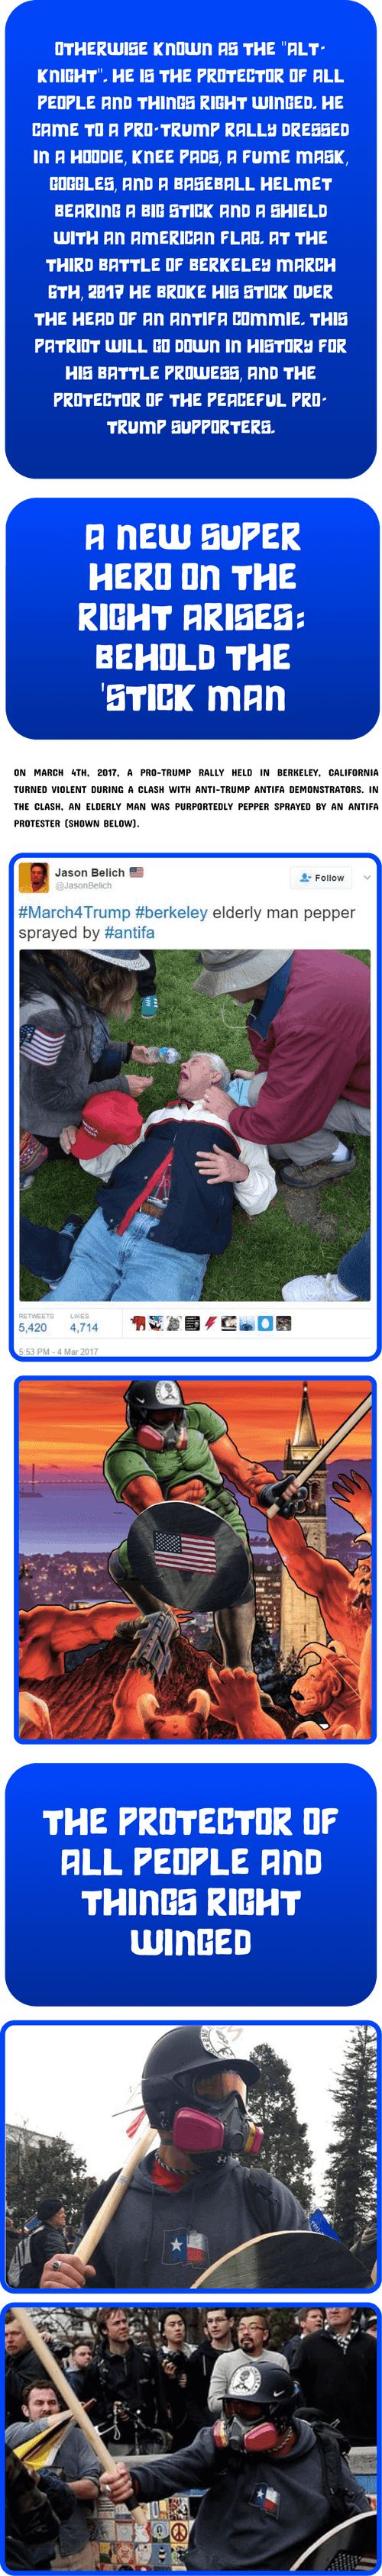 OTHERWISE KNOWN AS THE "ALT-
KNIGHT". HE IS THE PROTECTOR OF ALL
PEOPLE AND THINGS RIGHT WINGED. HE
CAME TO A PRO-TRUMP RALLY DRESSED
IN A HOODIE, KNEE PADS, A FUME MASK,
GOGGLES, AND A BASEBALL HELMET
BEARING A BIG STICK AND A SHIELD
WITH AN AMERICAN FLAG. AT THE
THIRD BATTLE OF BERKELEY MARCH
6TH, 2017 HE BROKE HIS STICK OVER
THE HEAD OF AN ANTIFA COMMIE. THIS
PATRIOT WILL GO DOWN IN HISTORY FOR
HIS BATTLE PROWESS, AND THE
PROTECTOR OF THE PEACEFUL PRO-
TRUMP SUPPORTERS.
A NEW SUPER
HERO ON THE
RIGHT ARISES:
BEHOLD THE
'STICK MAN
ON MARCH 4TH, 2017, A PRO-TRUMP RALLY HELD IN BERKELEY, CALIFORNIA
TURNED VIOLENT DURING A CLASH WITH ANTI-TRUMP ANTIFA DEMONSTRATORS. IN
THE CLASH, AN ELDERLY MAN WAS PURPORTEDLY PEPPER SPRAYED BY AN ANTIFA
PROTESTER (SHOWN BELOW).
Jason Belich
@JasonBelich
Follow
#March4Trump #berkeley elderly man pepper
sprayed by #antifa
RETWEETS LIKES
5,420 4,714
5:53 PM - 4 Mar 2017
THE PROTECTOR OF
ALL PEOPLE AND
THINGS RIGHT
WINGED